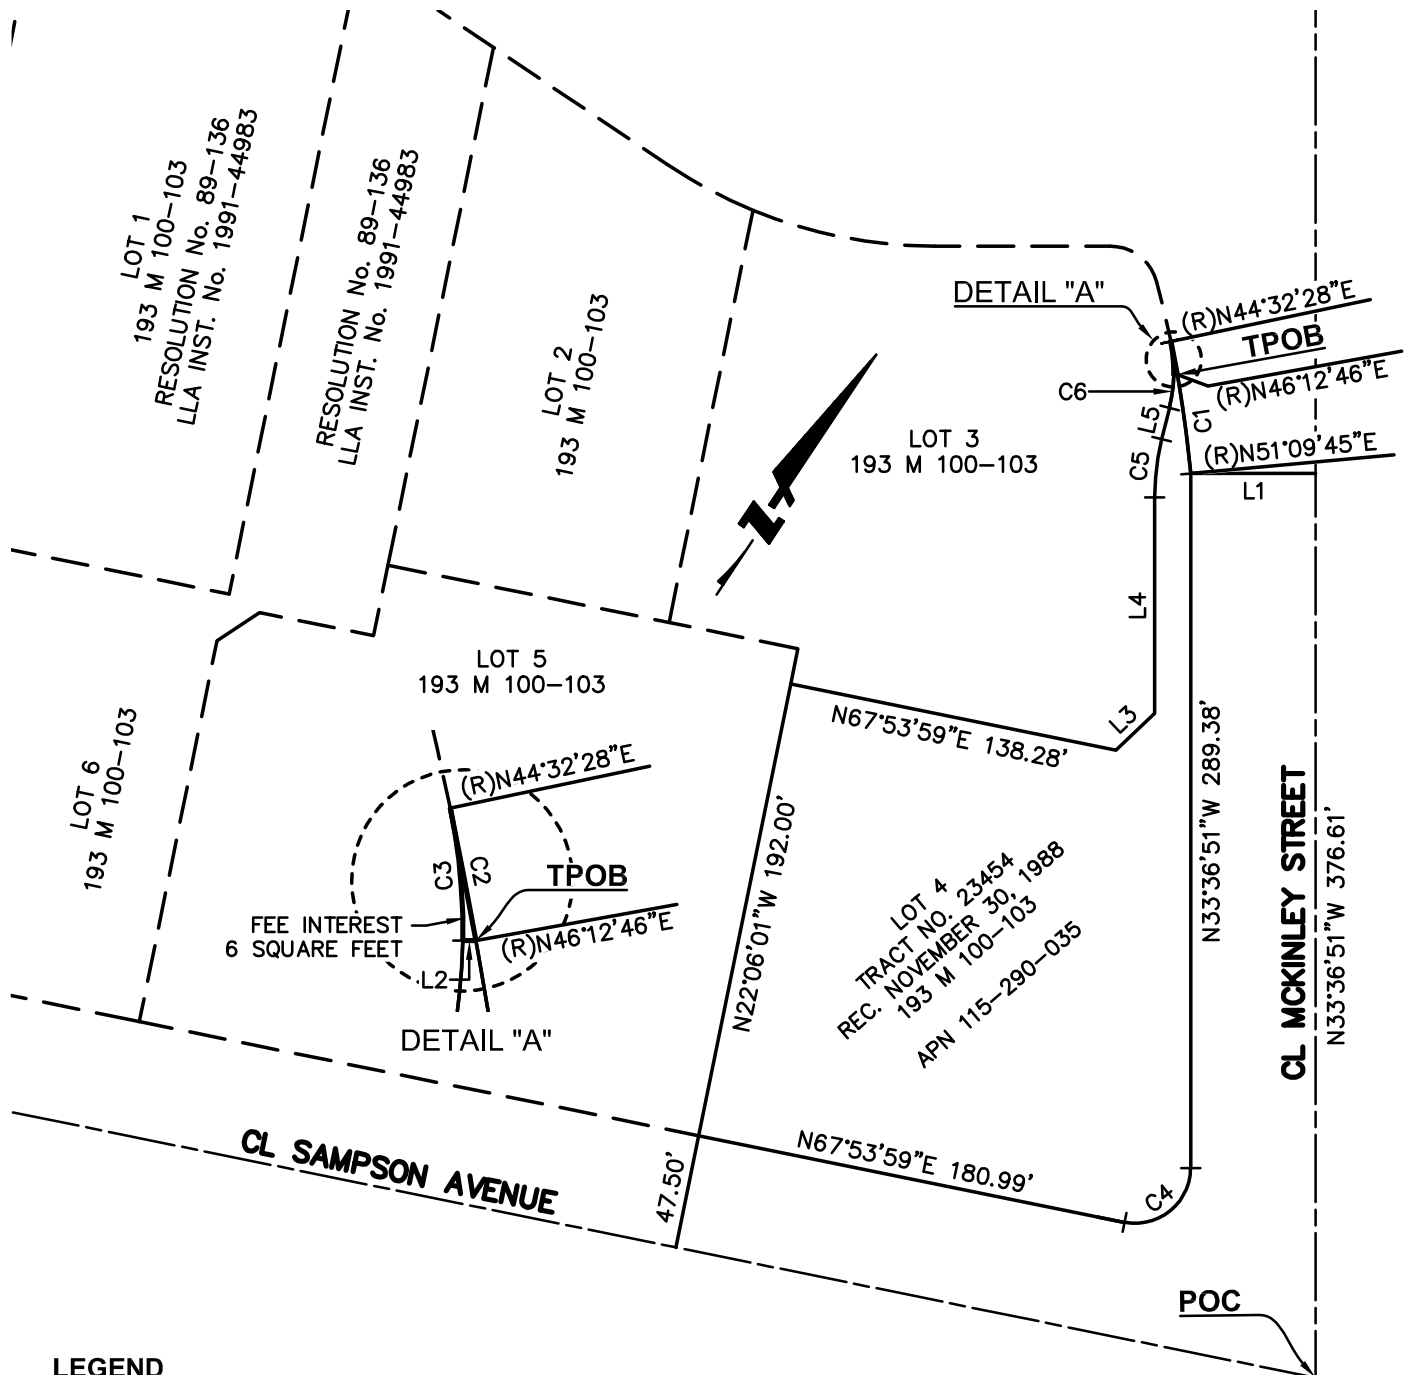 LOT 1
193 M 100-103
RESOLUTION No. 89-136
LLA INST. No. 1991-44983
RESOLUTION No. 89-136
LLA INST. No. 1991-44983
LOT 2
193 M 100-103
DETAIL "A"
(R)N44°32'28"E
TPOB
(R)N46°12'46"E
C6
L5
C1
LOT 3
193 M 100-103
C5
(R)N51°09'45"E
L1
N
L4
LOT 5
193 M 100-103
L3
N67°53'59"E 138.28'
LOT 6
193 M 100-103
(R)N44°32'28"E
C3
C2
TPOB
FEE INTEREST
6 SQUARE FEET
(R)N46°12'46"E
L2
DETAIL "A"
N22°06'01"W 192.00'
LOT 4
TRACT NO. 23454
REC. NOVEMBER 30, 1988
193 M 100-103
APN 115-290-035
N33°36'51"W 289.38'
CL MCKINLEY STREET
N33°36'51"W 376.61'
CL SAMPSON AVENUE
47.50'
N67°53'59"E 180.99'
C4
POC
LEGEND